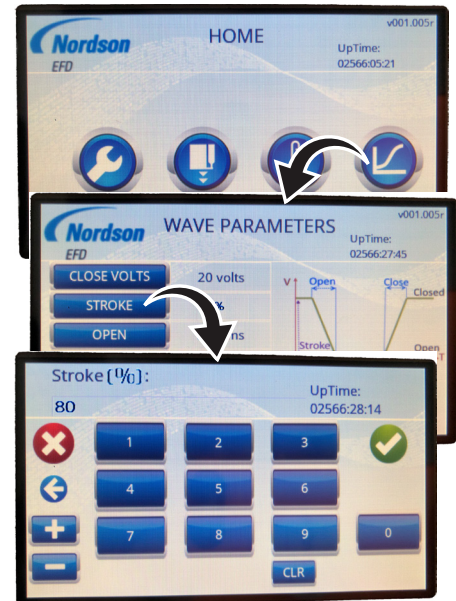 Nordson
EFD
HOME
v001.005r
UpTime:
02566:05:21
Nordson
EFD
WAVE PARAMETERS
v001.005r
UpTime:
02566:27:45
CLOSE VOLTS
20 volts
STROKE
%
OPEN
ns
V
Open
Close
Closed
Stroke
Open
ST
Stroke (%):
80
UpTime:
02566:28:14
1
2
3
4
5
6
7
8
9
0
CLR